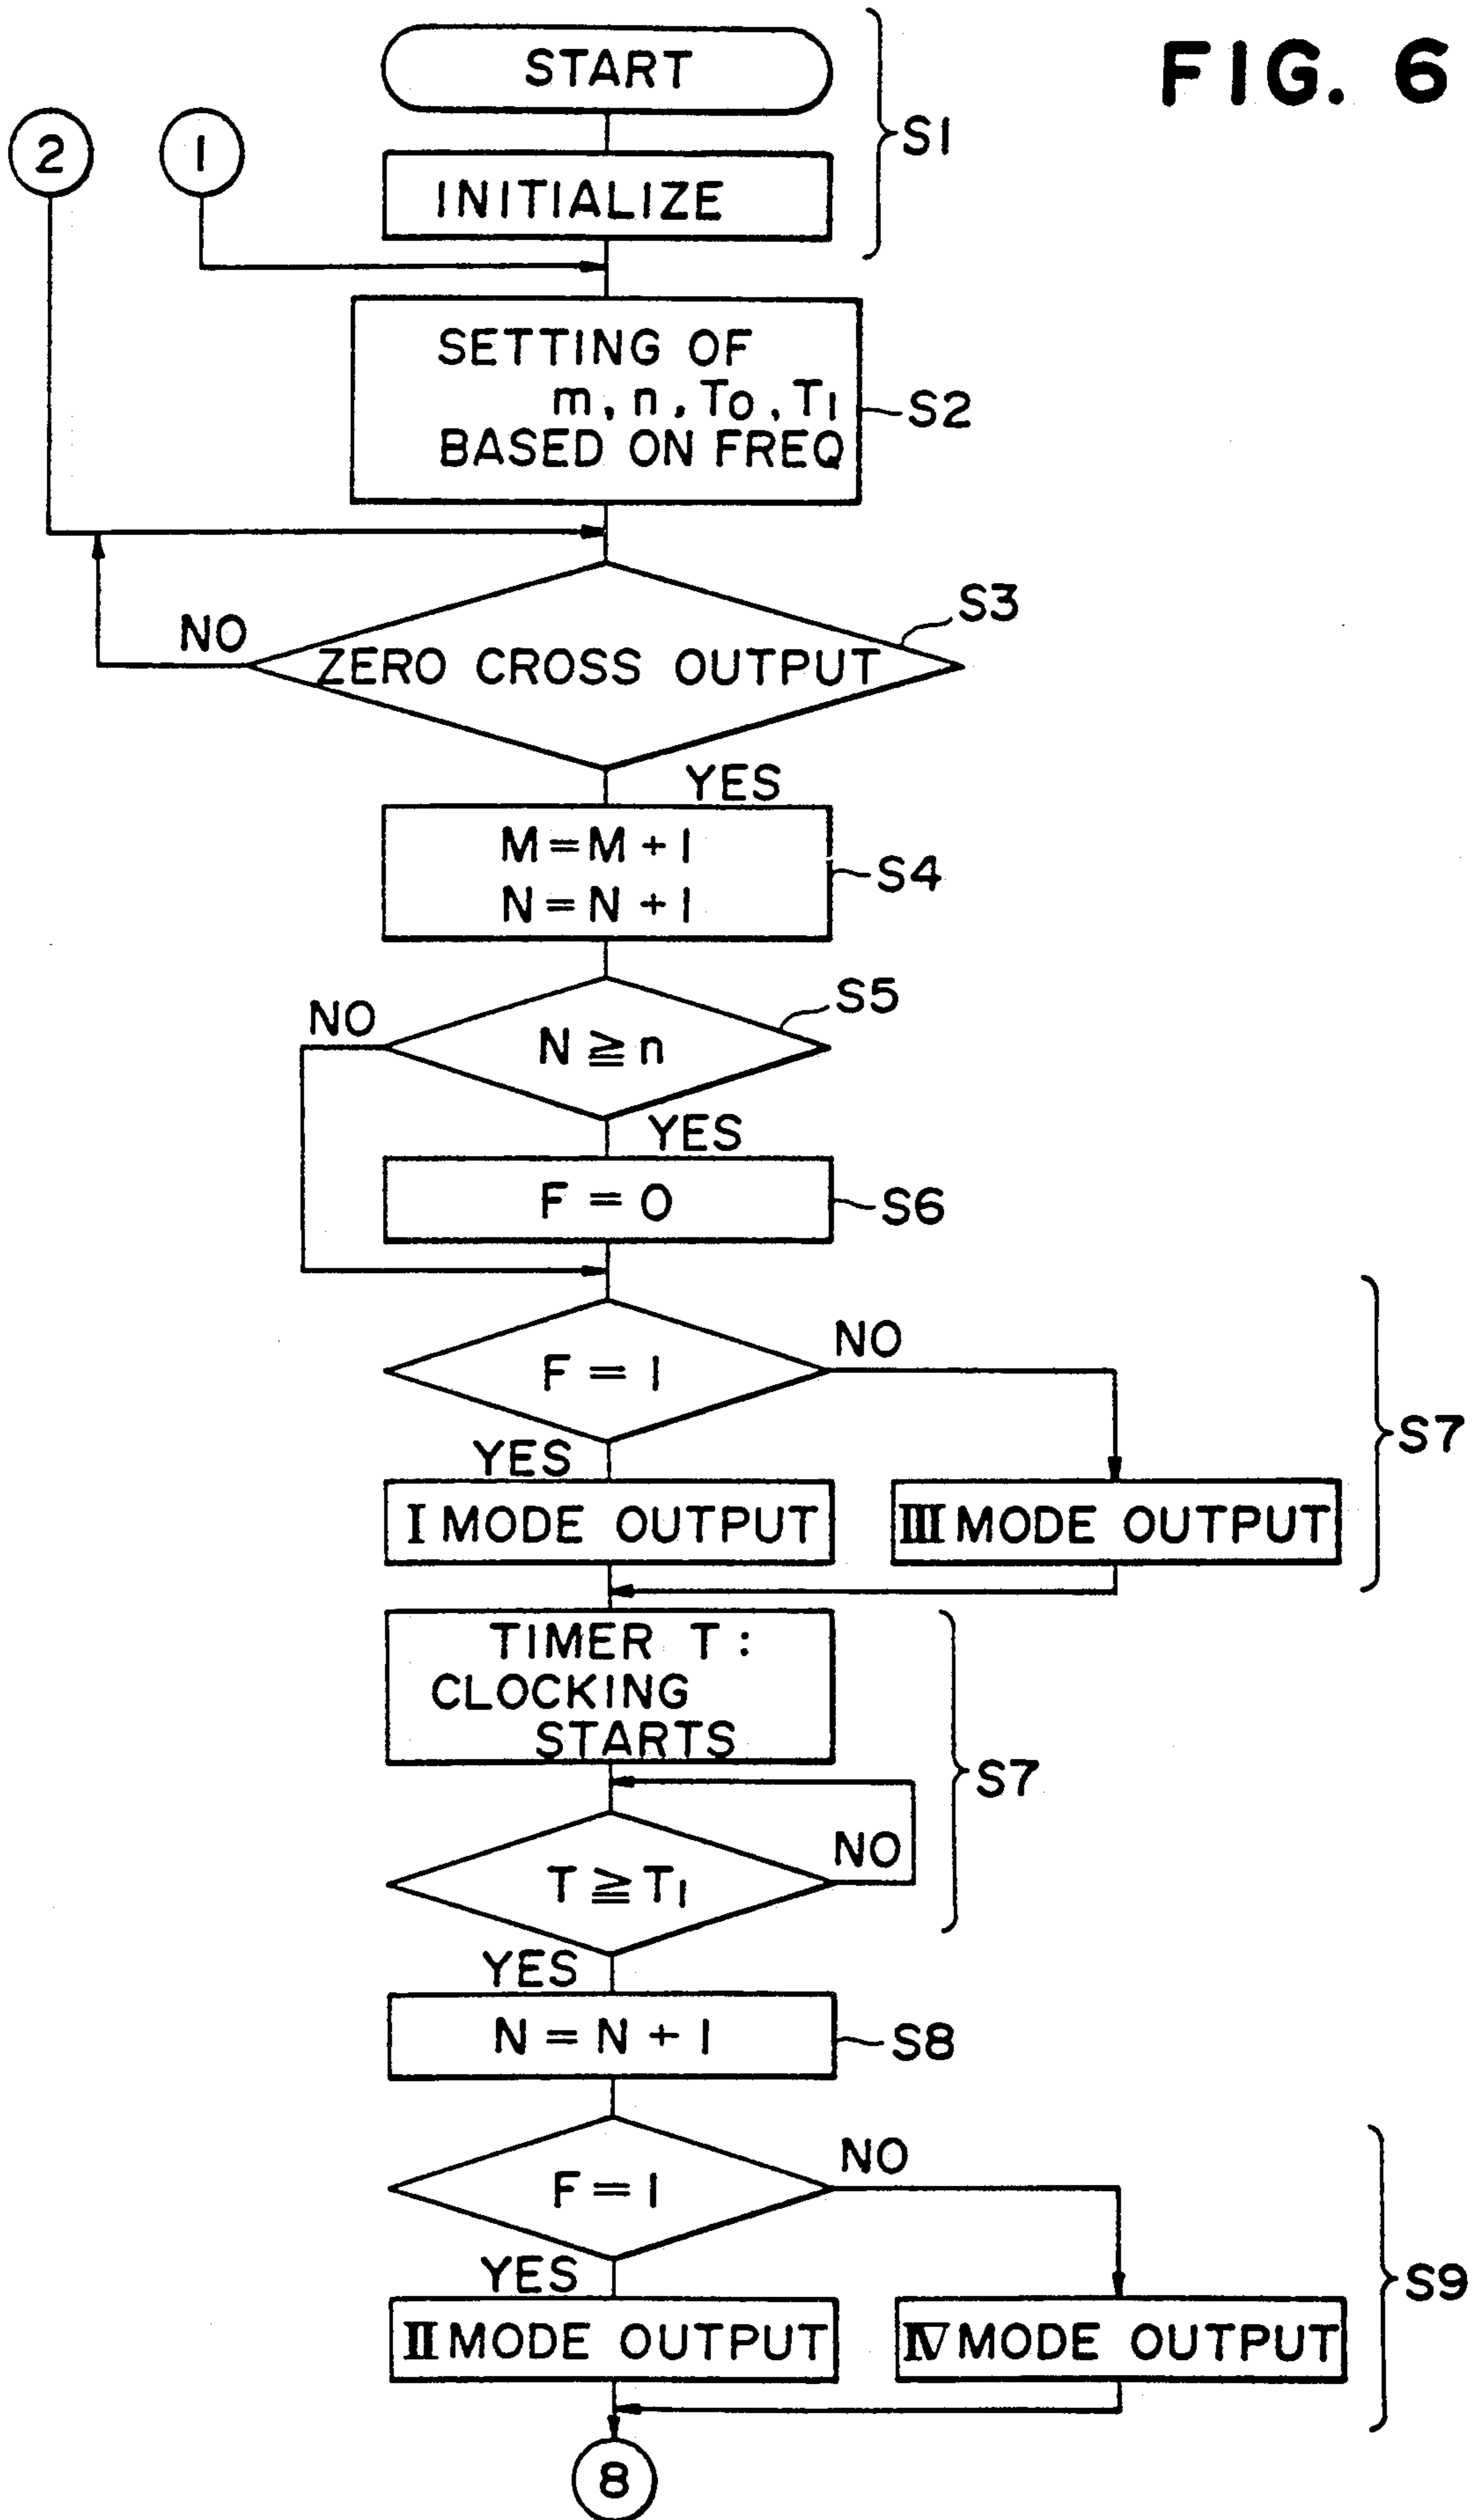 FIG. 6
START
S1
2
1
INITIALIZE
SETTING OF
m, n, T0, T1
BASED ON FREQ
S2
S3
NO
ZERO CROSS OUTPUT
YES
M = M + 1
N = N + 1
S4
S5
NO
N ≧ n
YES
F = 0
S6
NO
F = 1
S7
YES
I MODE OUTPUT
III MODE OUTPUT
TIMER T :
CLOCKING
STARTS
S7
NO
T ≧ T1
YES
N = N + 1
S8
NO
F = 1
YES
S9
II MODE OUTPUT
IV MODE OUTPUT
8